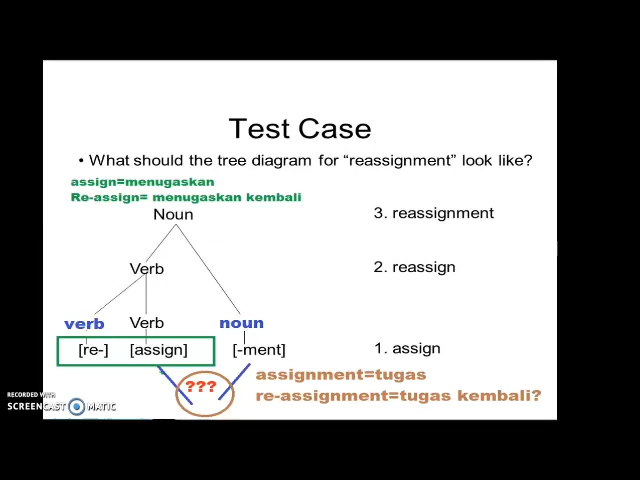 Test Case
• What should the tree diagram for “reassignment” look like?
assign=menugaskan
Re-assign= menugaskan kembali
Noun
3. reassignment
Verb
2. reassign
verb Verb noun
[re-] [assign] [-ment]
1. assign
???
assignment=tugas
re-assignment=tugas kembali?
RECORDED WITH
SCREENCAST MATIC